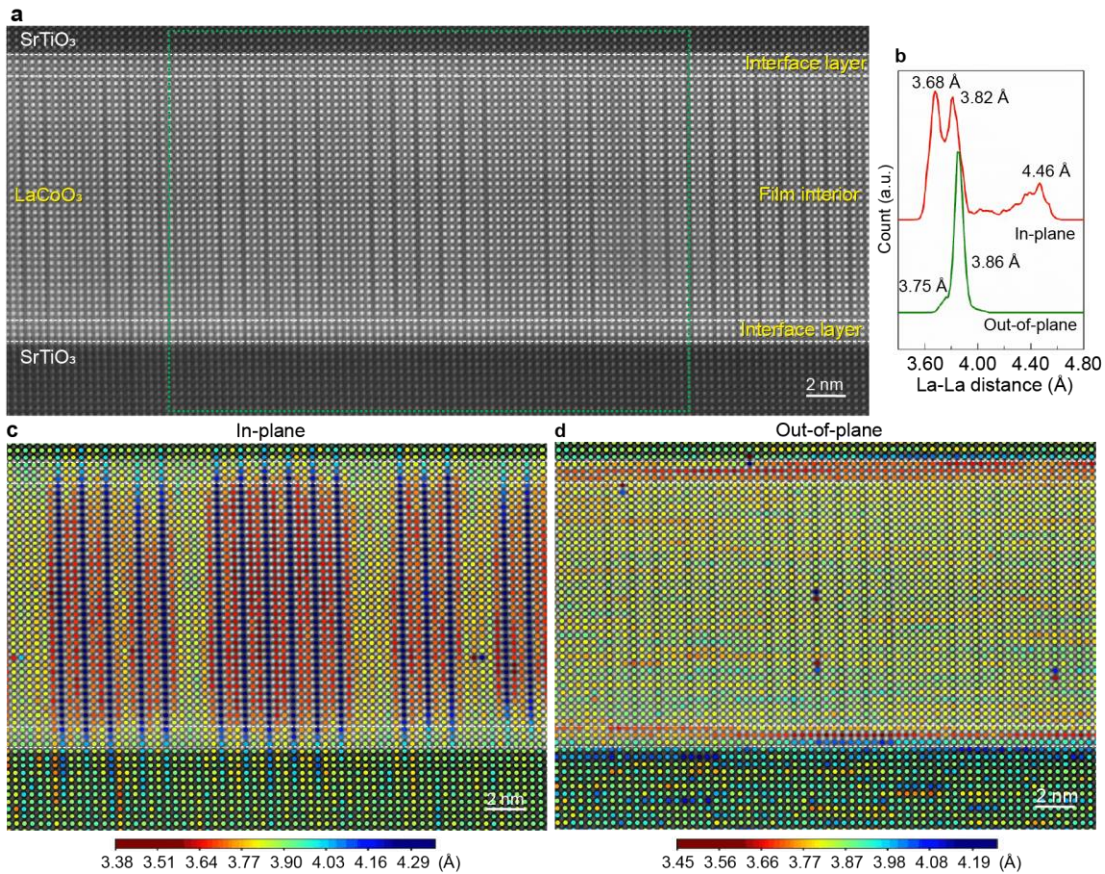 a
SrTiO₃
Interface layer
LaCoO₃
Film interior
Interface layer
SrTiO₃
2 nm
b
3.68 Å
3.82 Å
4.46 Å
In-plane
3.86 Å
3.75 Å
Out-of-plane
Count (a.u.)
3.60 4.00 4.40 4.80
La-La distance (Å)
c
In-plane
2 nm
3.38 3.51 3.64 3.77 3.90 4.03 4.16 4.29 (Å)
d
Out-of-plane
2 nm
3.45 3.56 3.66 3.77 3.87 3.98 4.08 4.19 (Å)